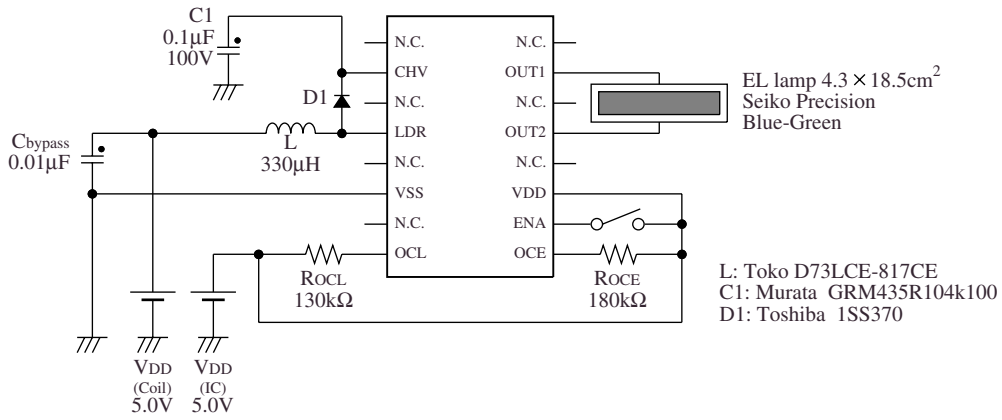 C1
0.1μF
100V
D1
Cbypass
0.01μF
L
330μH
N.C.
CHV
N.C.
LDR
N.C.
VSS
N.C.
OCL
N.C.
OUT1
N.C.
OUT2
N.C.
VDD
ENA
OCE
EL lamp 4.3 × 18.5cm²
Seiko Precision
Blue-Green
ROCL
130kΩ
ROCE
180kΩ
L: Toko D73LCE-817CE
C1: Murata GRM435R104k100
D1: Toshiba 1SS370
VDD
(Coil)
5.0V
VDD
(IC)
5.0V